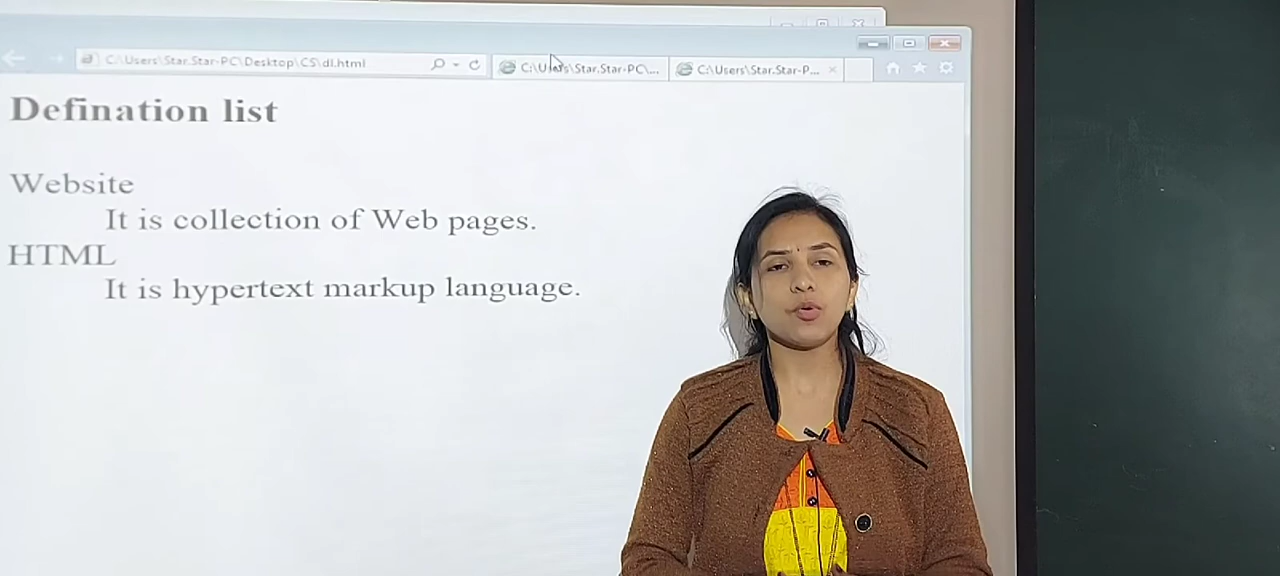 C:\Users\Star.Star-PC\Desktop\CS\dl.html
C:\Users\Star.Star-PC\...
C:\Users\Star.Star-P...
Defination list
Website
It is collection of Web pages.
HTML
It is hypertext markup language.